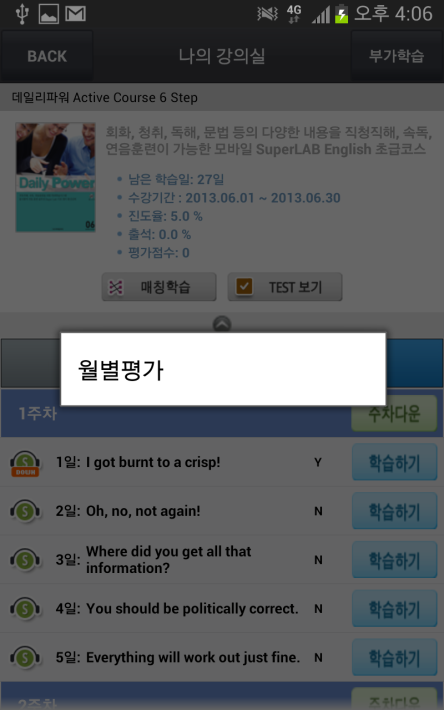 4G 오후 4:06
BACK 나의 강의실 부가학습
데일리파워 Active Course 6 Step
회화, 청취, 독해, 문법 등의 다양한 내용을 직청직해, 속독,
연음훈련이 가능한 모바일 SuperLAB English 초급코스
Daily Power
06
• 남은 학습일: 27일
• 수강기간 : 2013.06.01 ~ 2013.06.30
• 진도율: 5.0 %
• 출석: 0.0 %
• 평가점수: 0
매칭학습 TEST 보기
월별평가
1주차 주차다운
1일: I got burnt to a crisp! Y 학습하기
S
DOWN
2일: Oh, no, not again! N 학습하기
S
3일: Where did you get all that
information? N 학습하기
S
4일: You should be politically correct. N 학습하기
S
5일: Everything will work out just fine. N 학습하기
S
2주차 주차다운